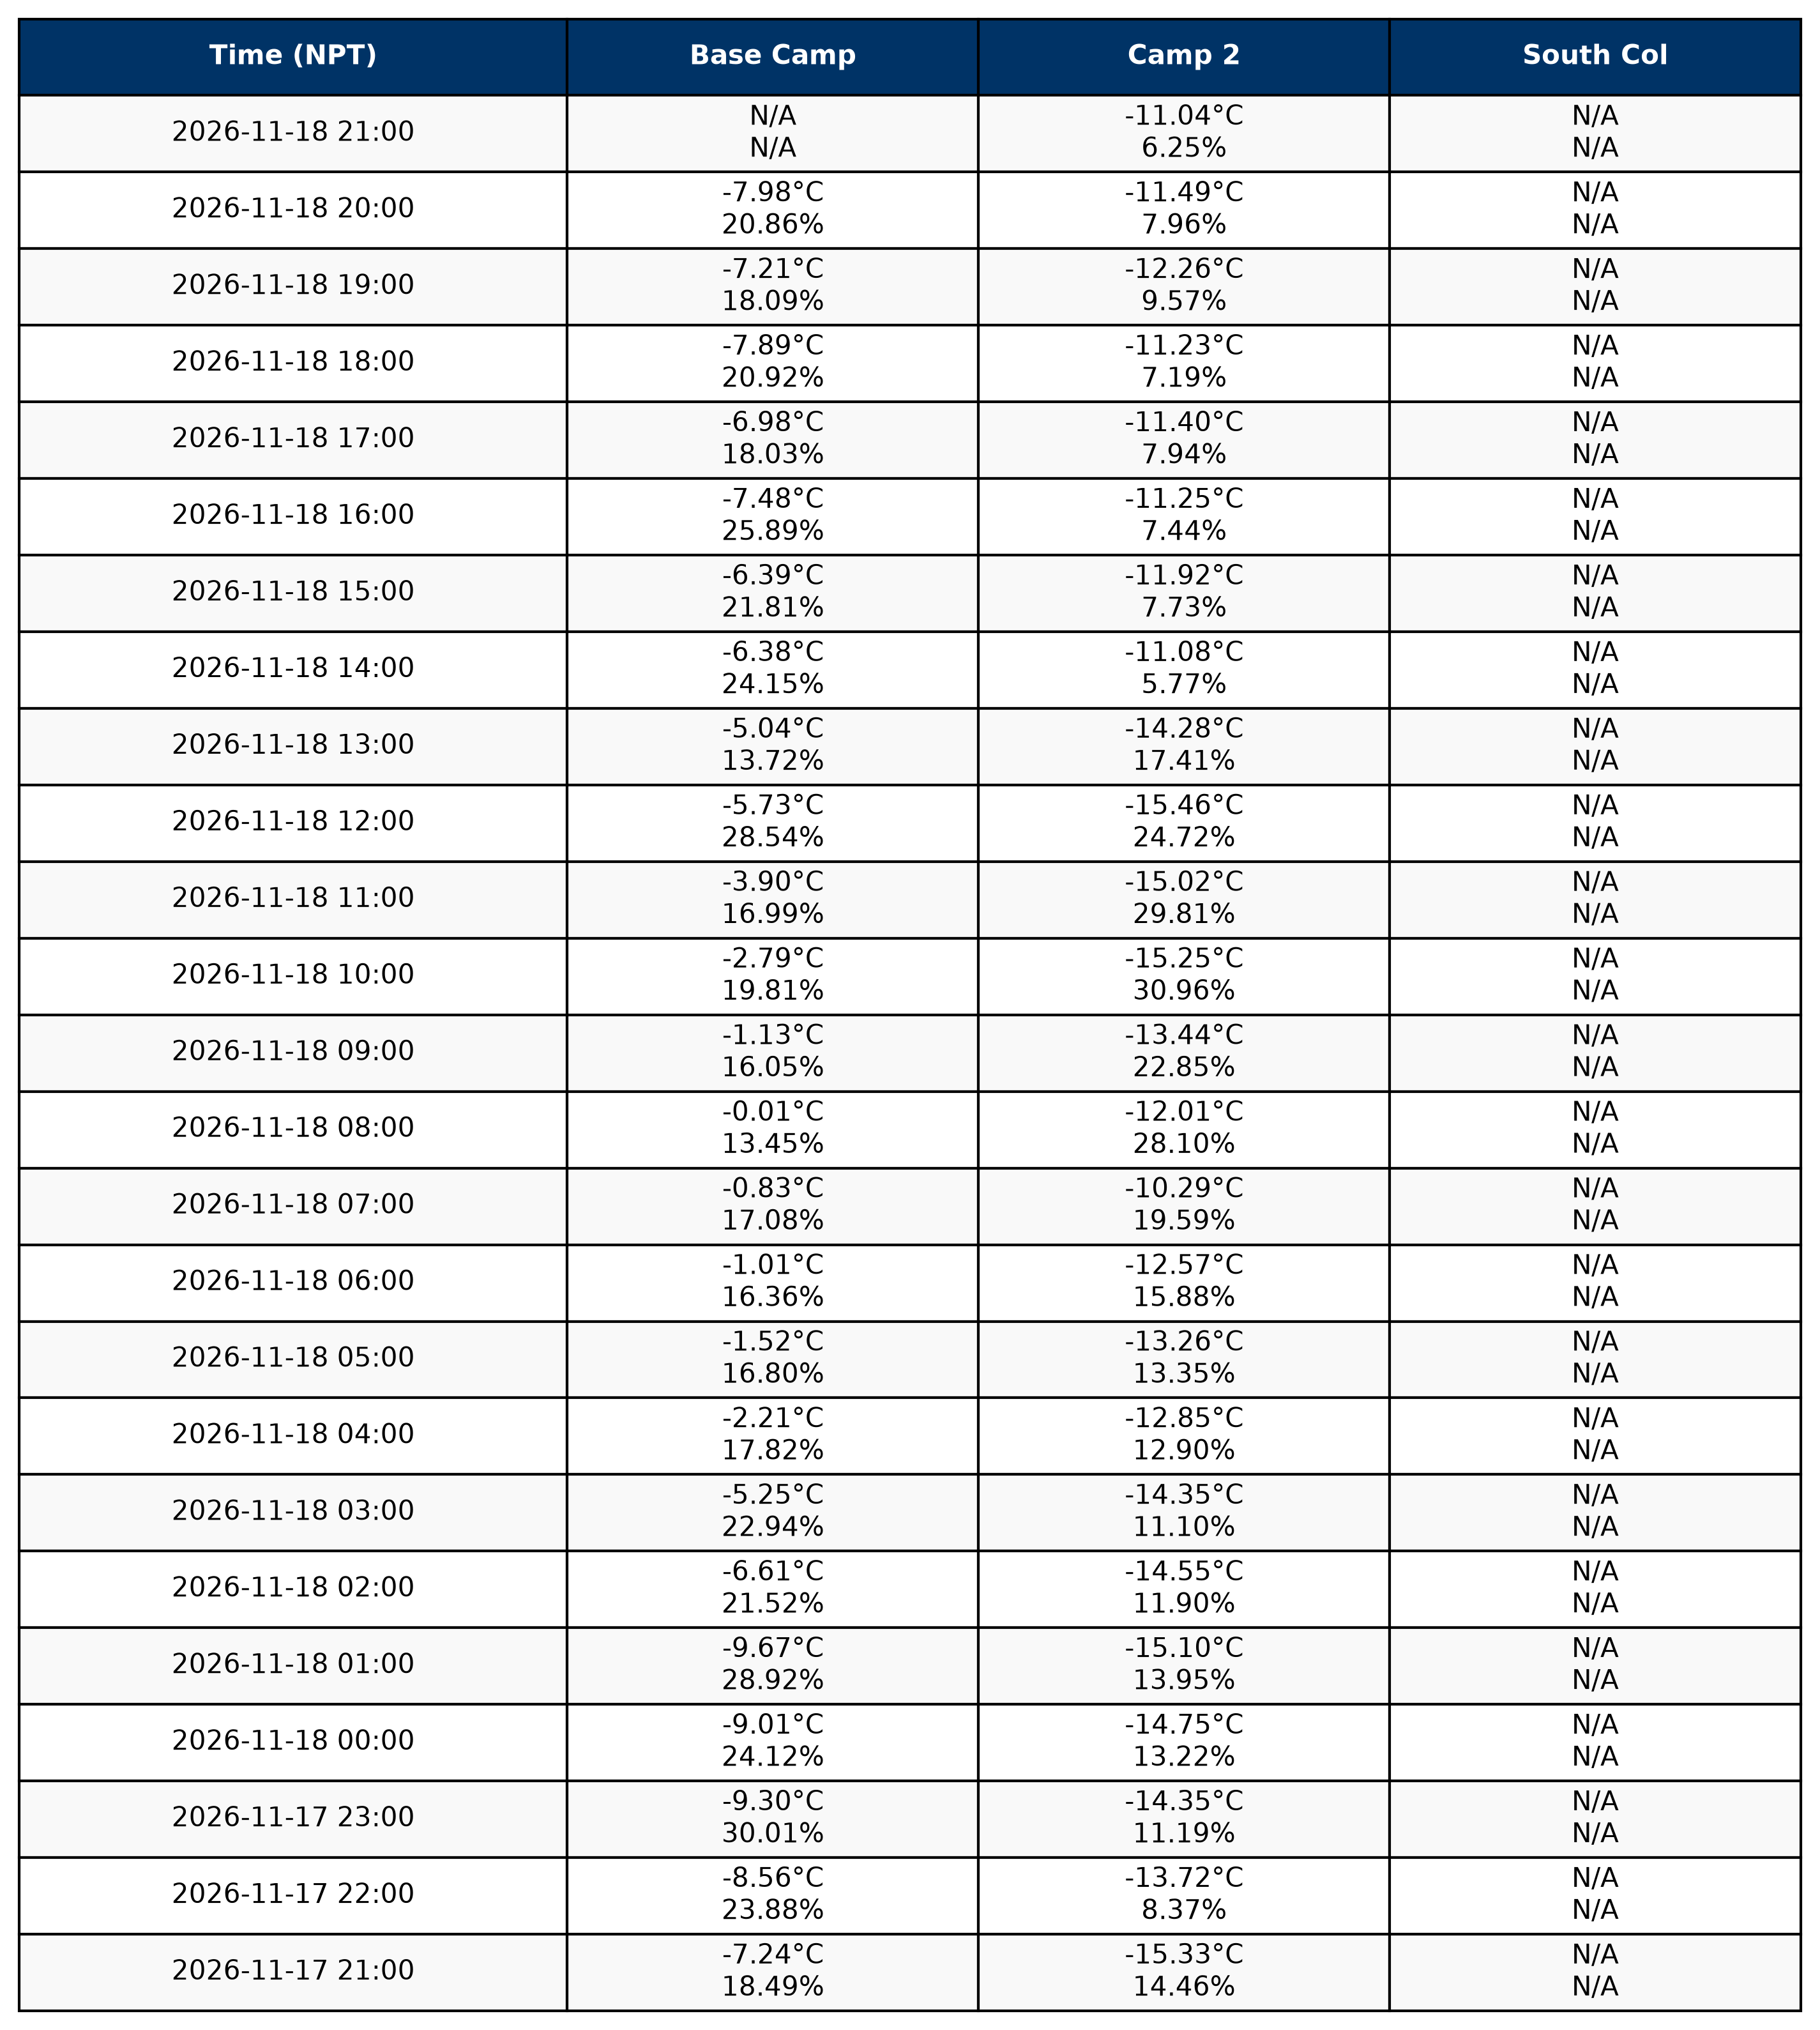 Time (NPT) Base Camp Camp 2 South Col
N/A -11.04°C N/A
2026-11-18 21:00
N/A 6.25% N/A
-7.98°C -11.49°C N/A
2026-11-18 20:00
20.86% 7.96% N/A
-7.21°C -12.26°C N/A
2026-11-18 19:00
18.09% 9.57% N/A
-7.89°C -11.23°C N/A
2026-11-18 18:00
20.92% 7.19% N/A
-6.98°C -11.40°C N/A
2026-11-18 17:00
18.03% 7.94% N/A
-7.48°C -11.25°C N/A
2026-11-18 16:00
25.89% 7.44% N/A
-6.39°C -11.92°C N/A
2026-11-18 15:00
21.81% 7.73% N/A
-6.38°C -11.08°C N/A
2026-11-18 14:00
24.15% 5.77% N/A
-5.04°C -14.28°C N/A
2026-11-18 13:00
13.72% 17.41% N/A
-5.73°C -15.46°C N/A
2026-11-18 12:00
28.54% 24.72% N/A
-3.90°C -15.02°C N/A
2026-11-18 11:00
16.99% 29.81% N/A
-2.79°C -15.25°C N/A
2026-11-18 10:00
19.81% 30.96% N/A
-1.13°C -13.44°C N/A
2026-11-18 09:00
16.05% 22.85% N/A
-0.01°C -12.01°C N/A
2026-11-18 08:00
13.45% 28.10% N/A
-0.83°C -10.29°C N/A
2026-11-18 07:00
17.08% 19.59% N/A
-1.01°C -12.57°C N/A
2026-11-18 06:00
16.36% 15.88% N/A
-1.52°C -13.26°C N/A
2026-11-18 05:00
16.80% 13.35% N/A
-2.21°C -12.85°C N/A
2026-11-18 04:00
17.82% 12.90% N/A
-5.25°C -14.35°C N/A
2026-11-18 03:00
22.94% 11.10% N/A
-6.61°C -14.55°C N/A
2026-11-18 02:00
21.52% 11.90% N/A
-9.67°C -15.10°C N/A
2026-11-18 01:00
28.92% 13.95% N/A
-9.01°C -14.75°C N/A
2026-11-18 00:00
24.12% 13.22% N/A
-9.30°C -14.35°C N/A
2026-11-17 23:00
30.01% 11.19% N/A
-8.56°C -13.72°C N/A
2026-11-17 22:00
23.88% 8.37% N/A
-7.24°C -15.33°C N/A
2026-11-17 21:00
18.49% 14.46% N/A